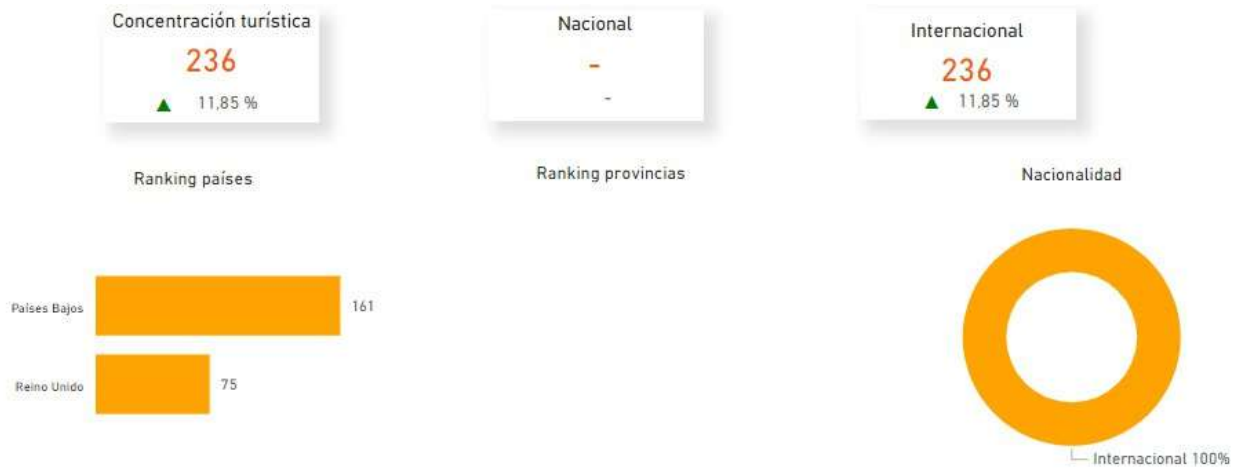 Concentración turística
236
▲ 11,85 %
Nacional
-
-
Internacional
236
▲ 11,85 %
Ranking países
Ranking provincias
Nacionalidad
Países Bajos
161
Reino Unido
75
Internacional 100%